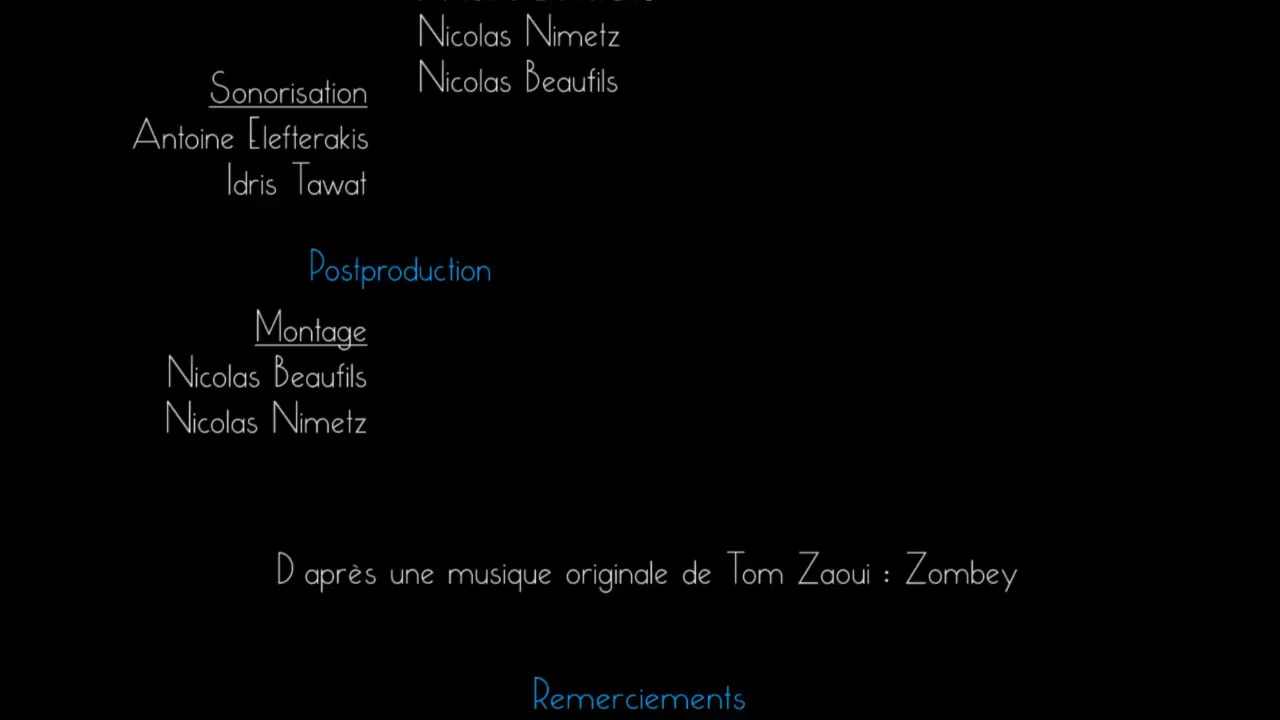 Nicolas Nimetz
Nicolas Beaufils
Sonorisation
Antoine Elefterakis
Idris Tawat
Postproduction
Montage
Nicolas Beaufils
Nicolas Nimetz
D après une musique originale de Tom Zaoui : Zombey
Remerciements